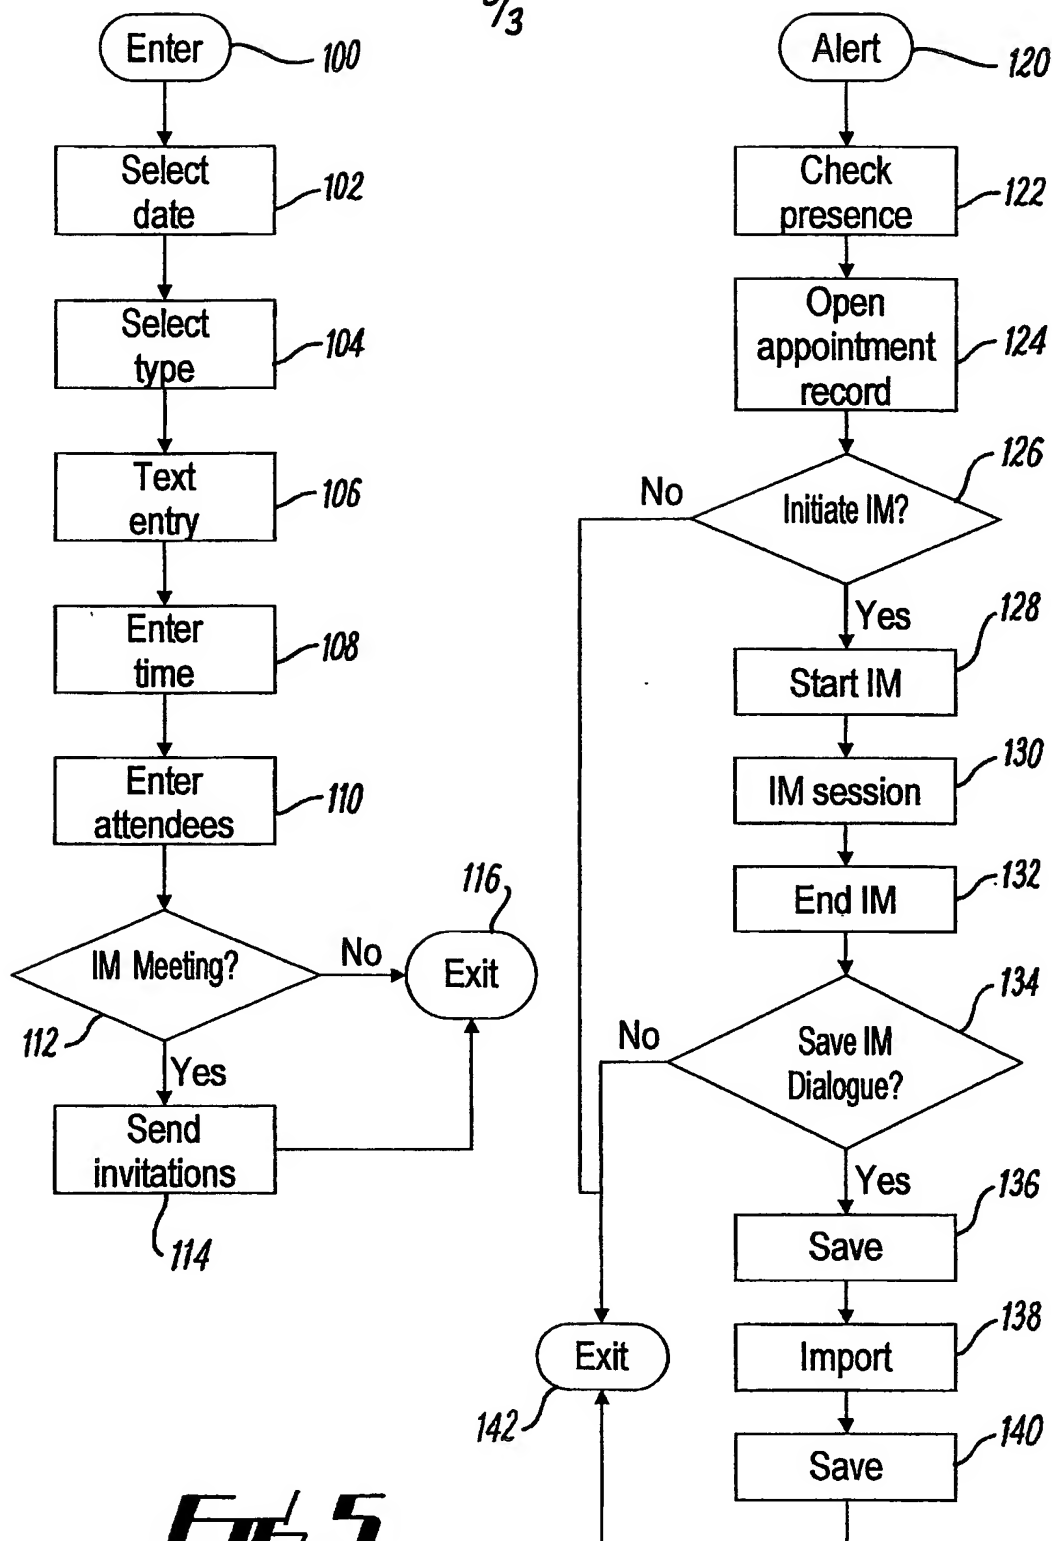 3/3
Enter
100
Select
date
102
Select
type
104
Text
entry
106
Enter
time
108
Enter
attendees
110
IM Meeting?
112
No
116
Exit
Yes
Send
invitations
114
Alert
120
Check
presence
122
Open
appointment
record
124
126
Initiate IM?
No
Yes
128
Start IM
130
IM session
132
End IM
134
Save IM
Dialogue?
No
Yes
136
Save
138
Import
140
Save
Exit
142
Fig. 5